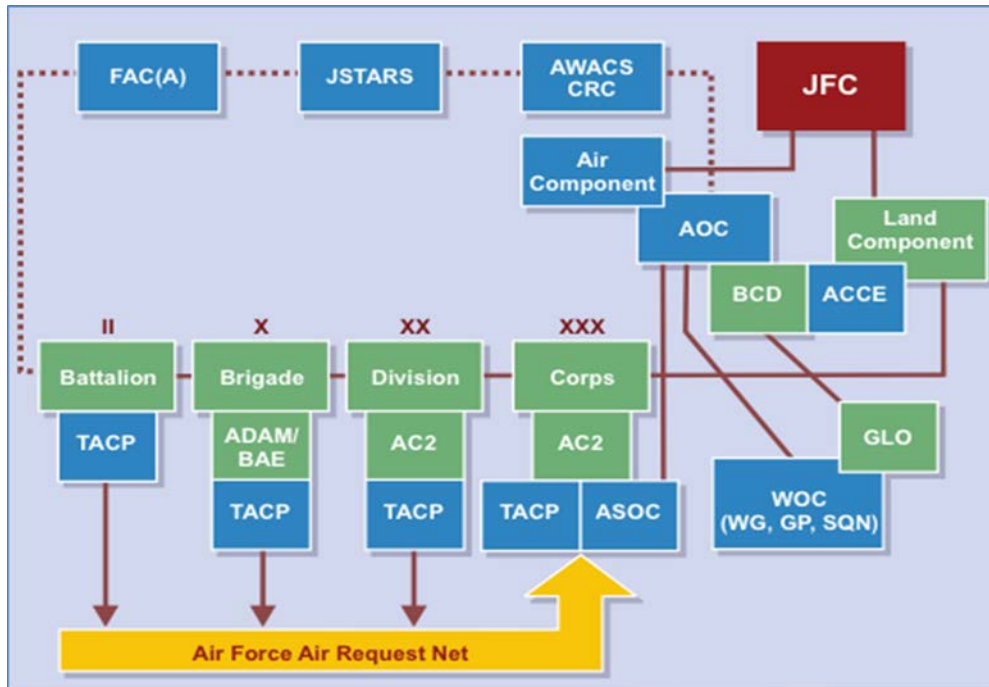 FAC(A)
JSTARS
AWACS
CRC
JFC
Air
Component
AOC
Land
Component
BCD
ACCE
II
X
XX
XXX
Battalion
Brigade
Division
Corps
TACP
ADAM/
BAE
AC2
AC2
GLO
TACP
TACP
TACP
ASOC
WOC
(WG, GP, SQN)
Air Force Air Request Net